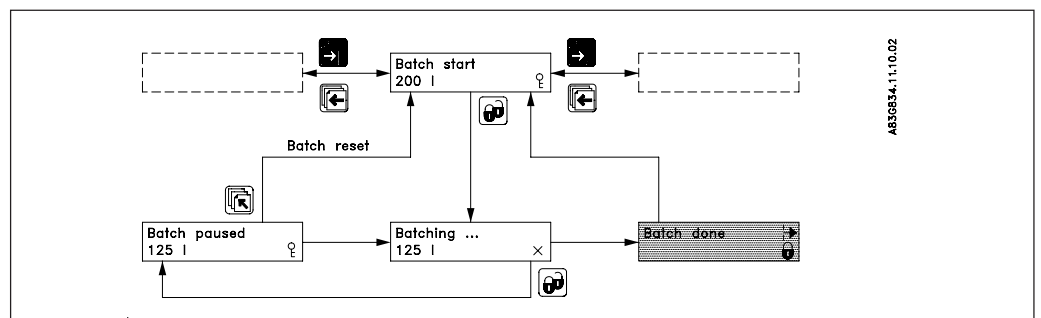 Batch start
200 l
A83G834.11.10.02
Batch reset
Batch paused
125 l
Batching ...
125 l
Batch done